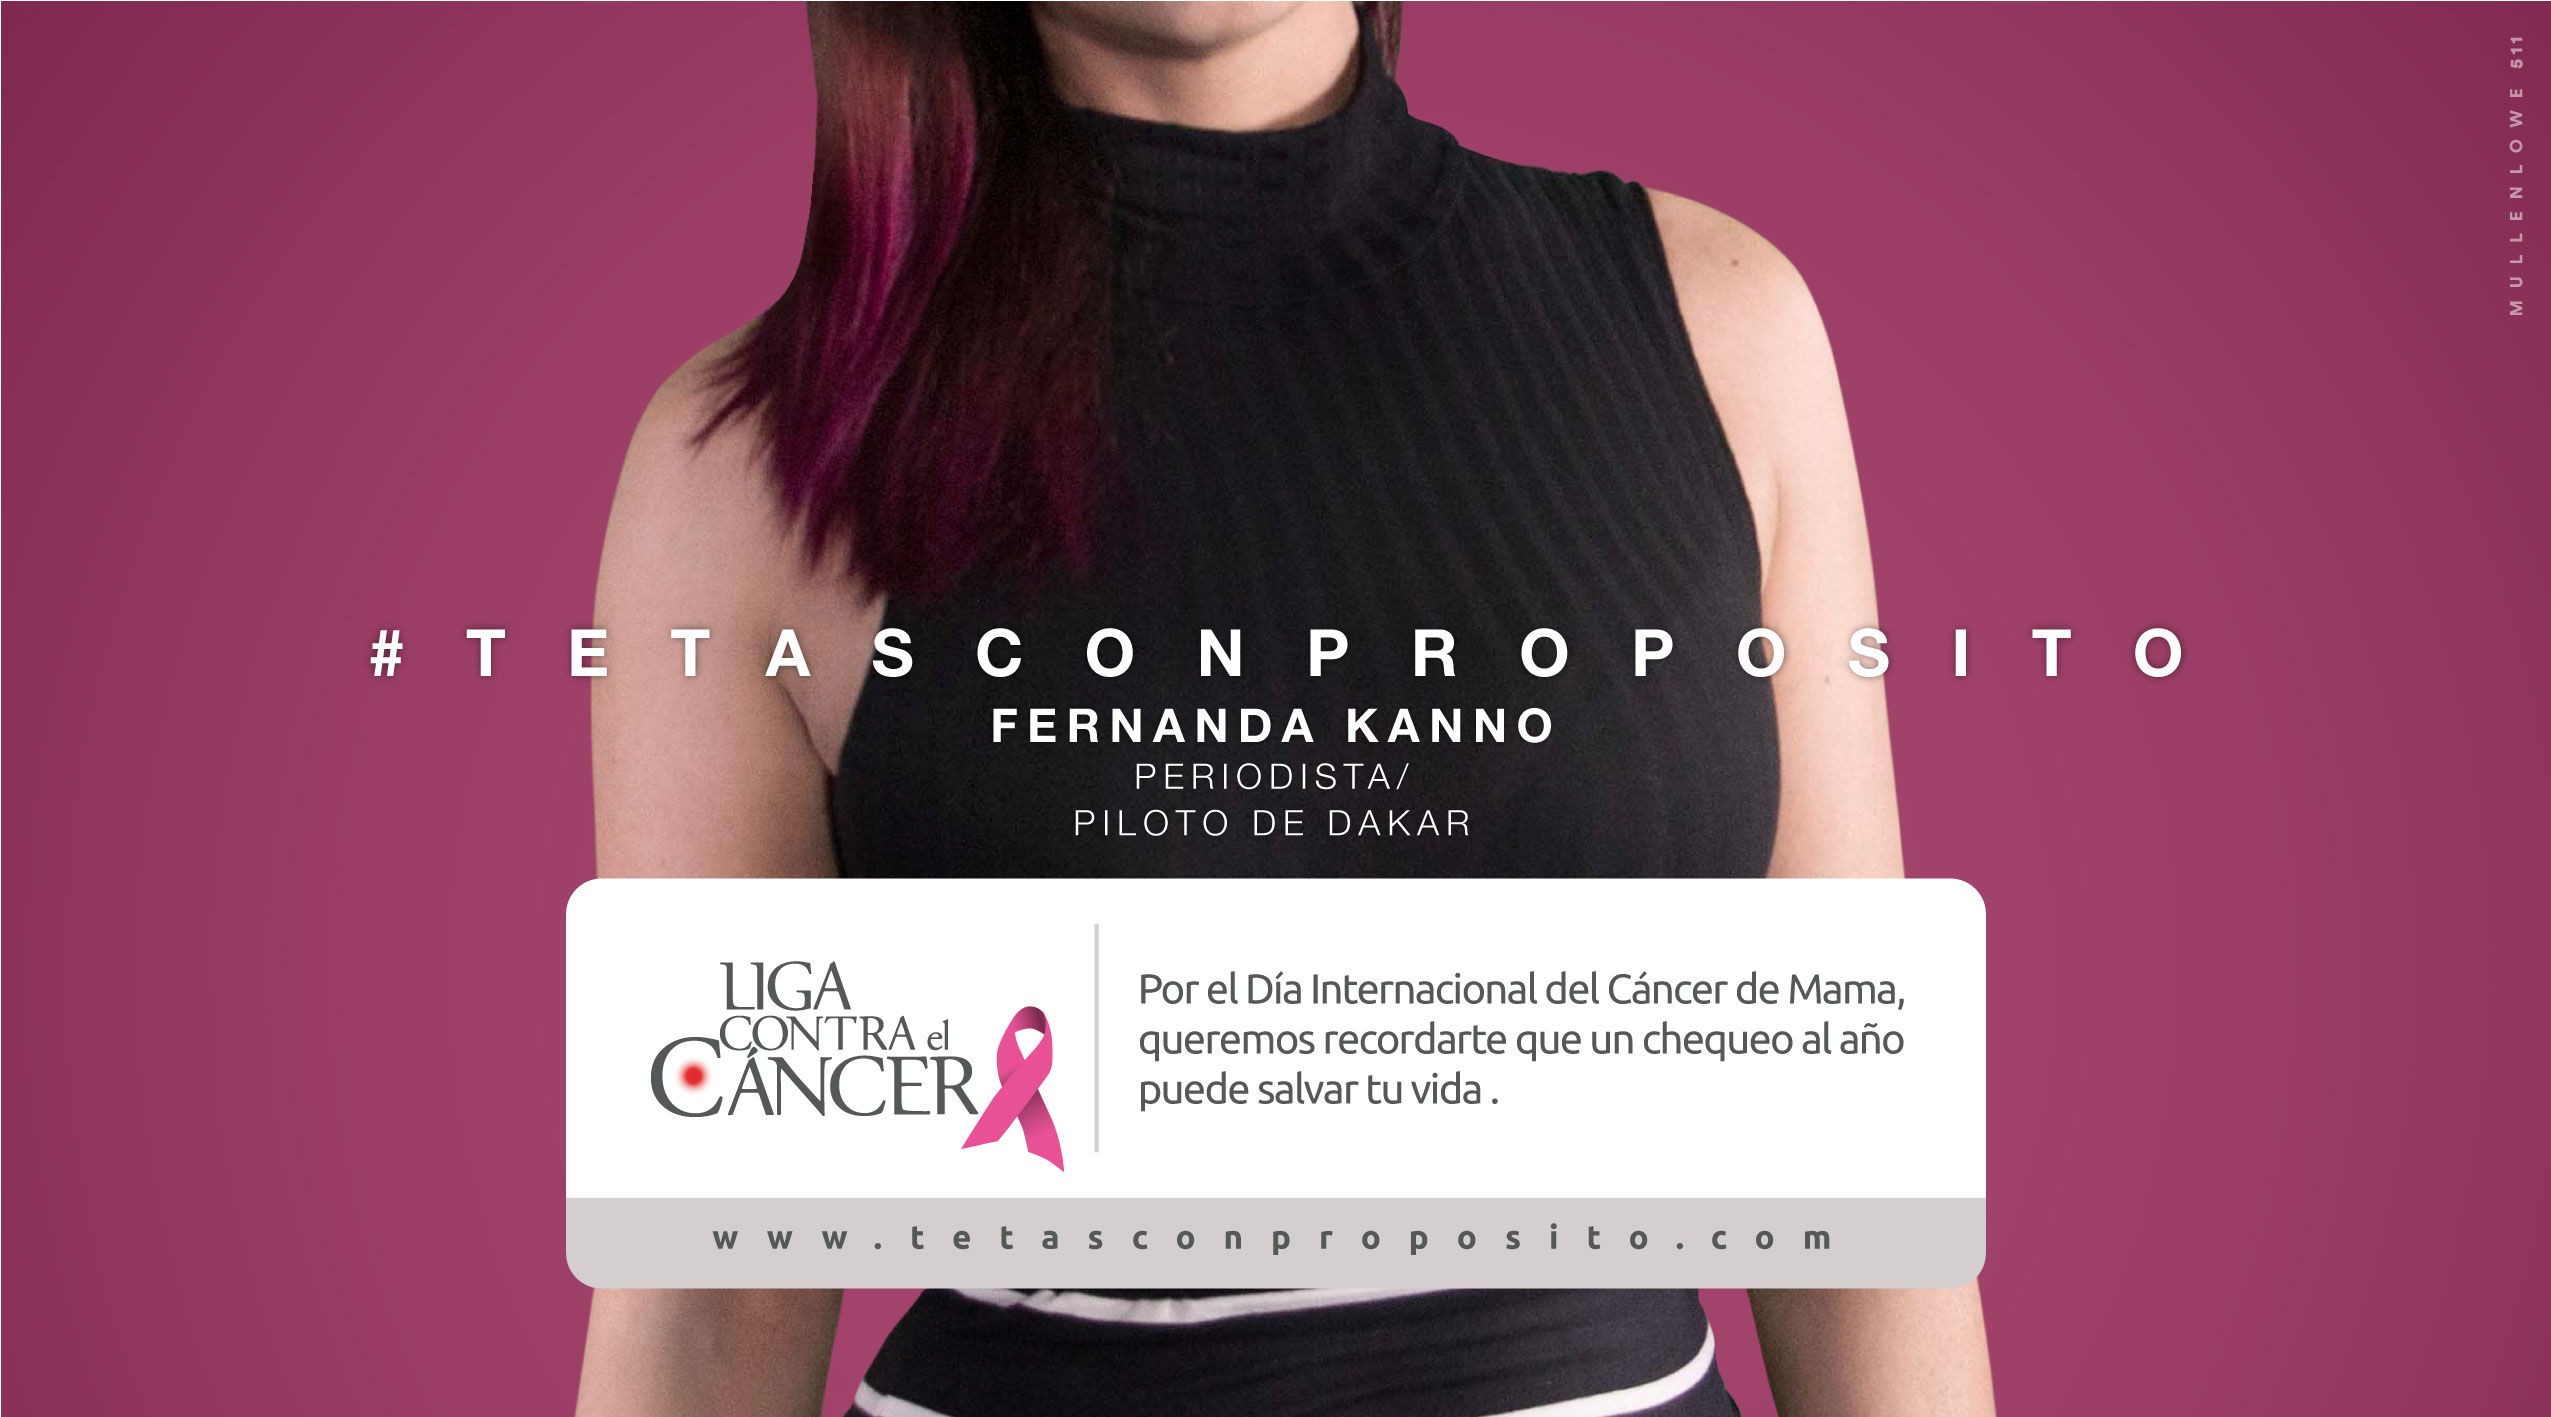 MULLENLOWE 511
#TETASCONPROPOSITO
FERNANDA KANNO
PERIODISTA/
PILOTO DE DAKAR
LIGA
CONTRA el
CÁNCER
Por el Día Internacional del Cáncer de Mama,
queremos recordarte que un chequeo al año
puede salvar tu vida .
www.tetasconproposito.com